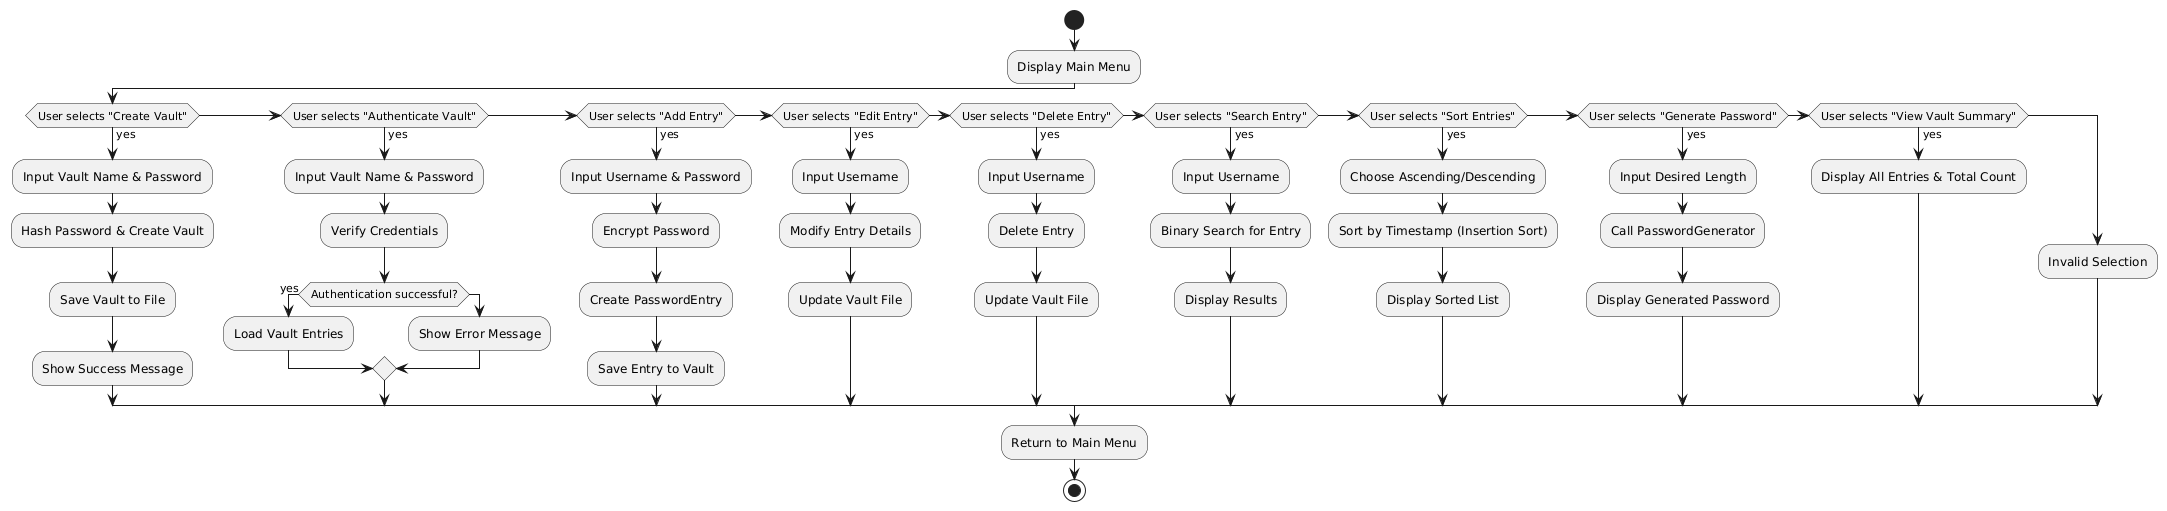 Display Main Menu
User selects "Create Vault"
User selects "Authenticate Vault"
User selects "Add Entry"
User selects "Edit Entry"
User selects "Delete Entry"
User selects "Search Entry"
User selects "Sort Entries"
User selects "Generate Password"
User selects "View Vault Summary"
yes
yes
yes
yes
yes
yes
yes
yes
yes
Input Vault Name & Password
Input Vault Name & Password
Input Username & Password
Input Username
Input Username
Input Username
Choose Ascending/Descending
Input Desired Length
Display All Entries & Total Count
Hash Password & Create Vault
Verify Credentials
Encrypt Password
Modify Entry Details
Delete Entry
Binary Search for Entry
Sort by Timestamp (Insertion Sort)
Call PasswordGenerator
Invalid Selection
Save Vault to File
yes
Authentication successful?
Create PasswordEntry
Update Vault File
Update Vault File
Display Results
Display Sorted List
Display Generated Password
Load Vault Entries
Show Error Message
Show Success Message
Save Entry to Vault
Return to Main Menu